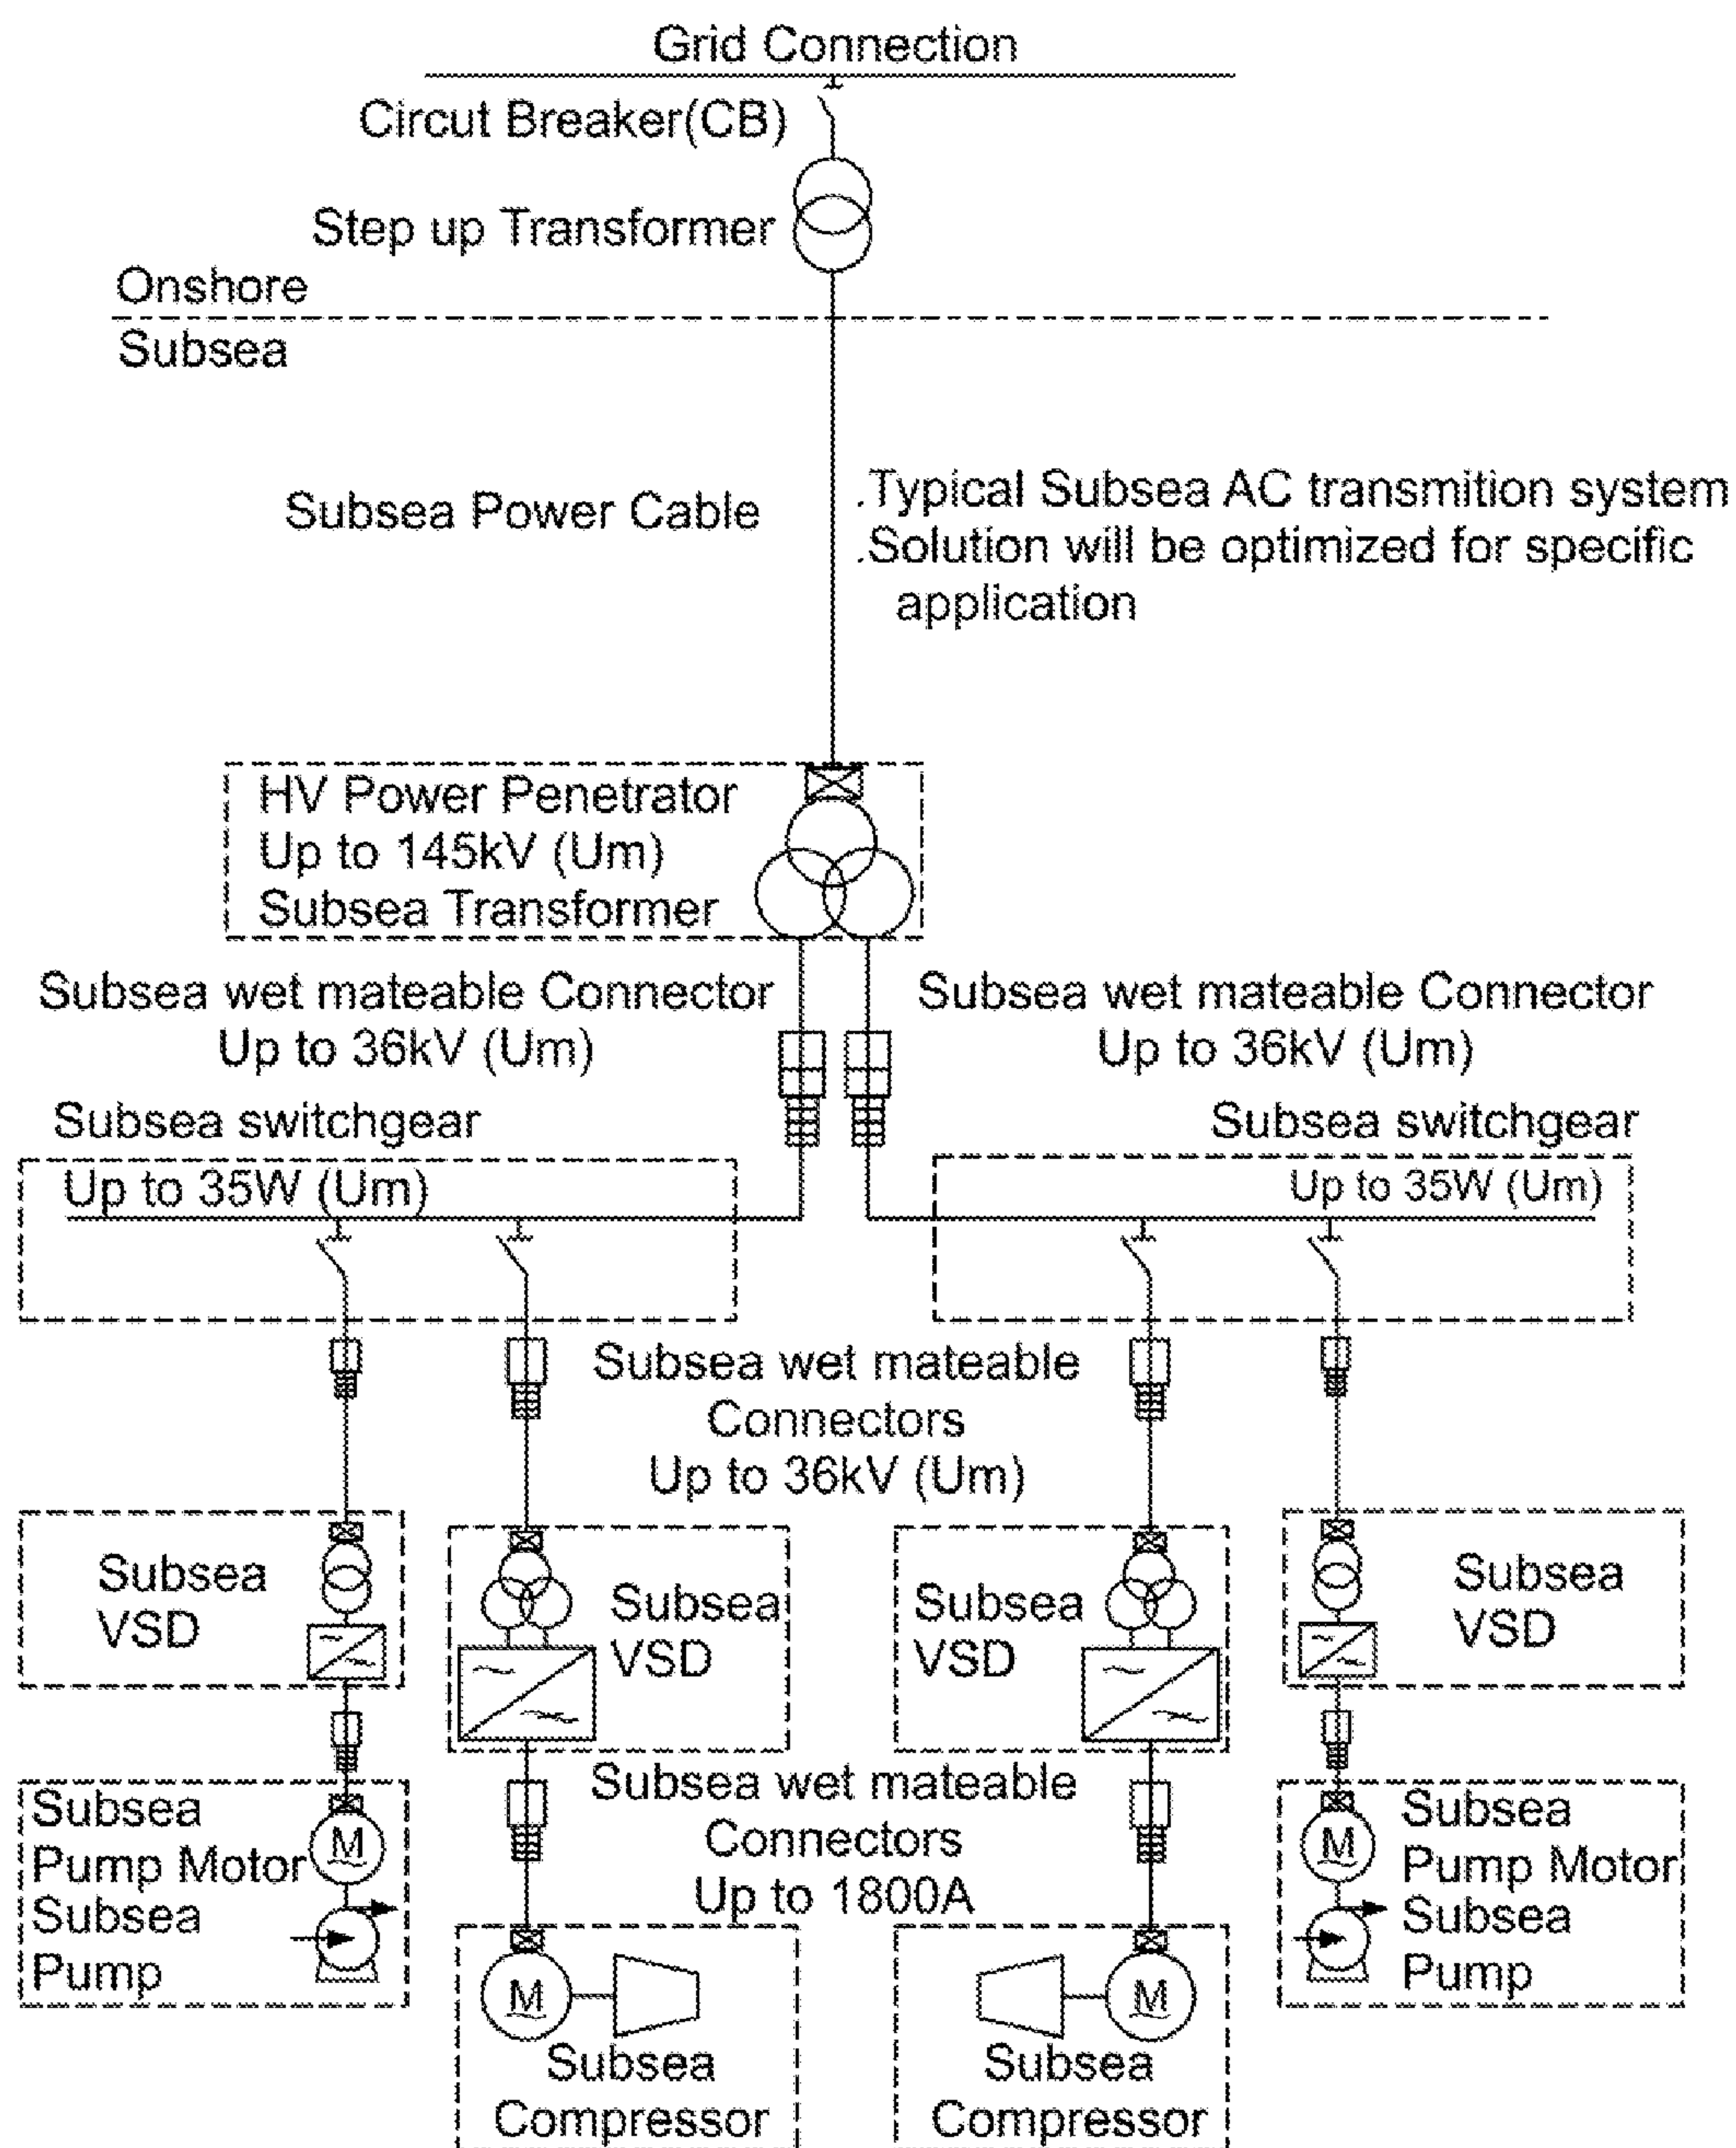 Grid Connection
Circut Breaker(CB)
Step up Transformer
Onshore
Subsea
Subsea Power Cable
.Typical Subsea AC transmition system
.Solution will be optimized for specific
application
HV Power Penetrator
Up to 145kV (Um)
Subsea Transformer
Subsea wet mateable Connector
Up to 36kV (Um)
Subsea wet mateable Connector
Up to 36kV (Um)
Subsea switchgear
Up to 35W (Um)
Subsea switchgear
Up to 35W (Um)
Subsea wet mateable
Connectors
Up to 36kV (Um)
Subsea
VSD
Subsea
VSD
Subsea
VSD
Subsea
VSD
Subsea wet mateable
Connectors
Up to 1800A
Subsea
Pump Motor
M
Subsea
Pump
M
Subsea
Compressor
M
Subsea
Compressor
M
Subsea
Pump Motor
Subsea
Pump